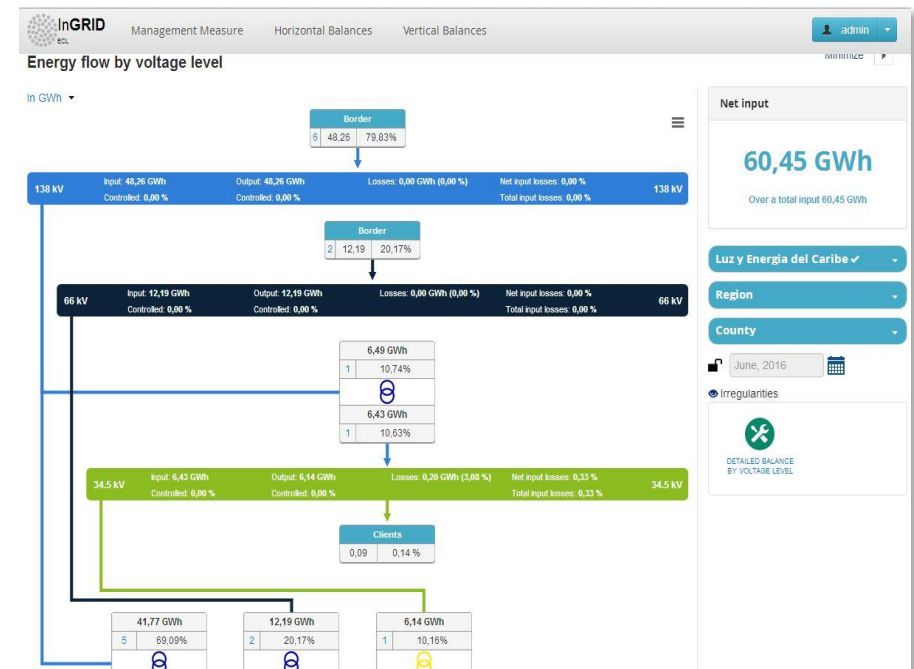 InGRID
ECL
Management Measure
Horizontal Balances
Vertical Balances
admin
Energy flow by voltage level
Minimize
In GWh
Border
6 48,26 79,83%
138 kV
Input: 48,26 GWh
Output: 48,26 GWh
Losses: 0,00 GWh (0,00 %)
Net input losses: 0,00 %
138 kV
Controlled: 0,00 %
Controlled: 0,00 %
Total input losses: 0,00 %
Border
2 12,19 20,17%
66 kV
Input: 12,19 GWh
Output: 12,19 GWh
Losses: 0,00 GWh (0,00 %)
Net input losses: 0,00 %
66 kV
Controlled: 0,00 %
Controlled: 0,00 %
Total input losses: 0,00 %
6,49 GWh
1 10,74%
6,43 GWh
1 10,63%
34.5 kV
Input: 6,43 GWh
Output: 6,14 GWh
Losses: 0,20 GWh (3,08 %)
Net input losses: 0,33 %
34.5 kV
Controlled: 0,00 %
Controlled: 0,00 %
Total input losses: 0,33 %
Clients
0,09 0,14 %
41,77 GWh
5 69,09%
12,19 GWh
2 20,17%
6,14 GWh
1 10,16%
Net input
60,45 GWh
Over a total input 60,45 GWh
Luz y Energia del Caribe
Region
County
June, 2016
Irregularities
DETAILED BALANCE
BY VOLTAGE LEVEL